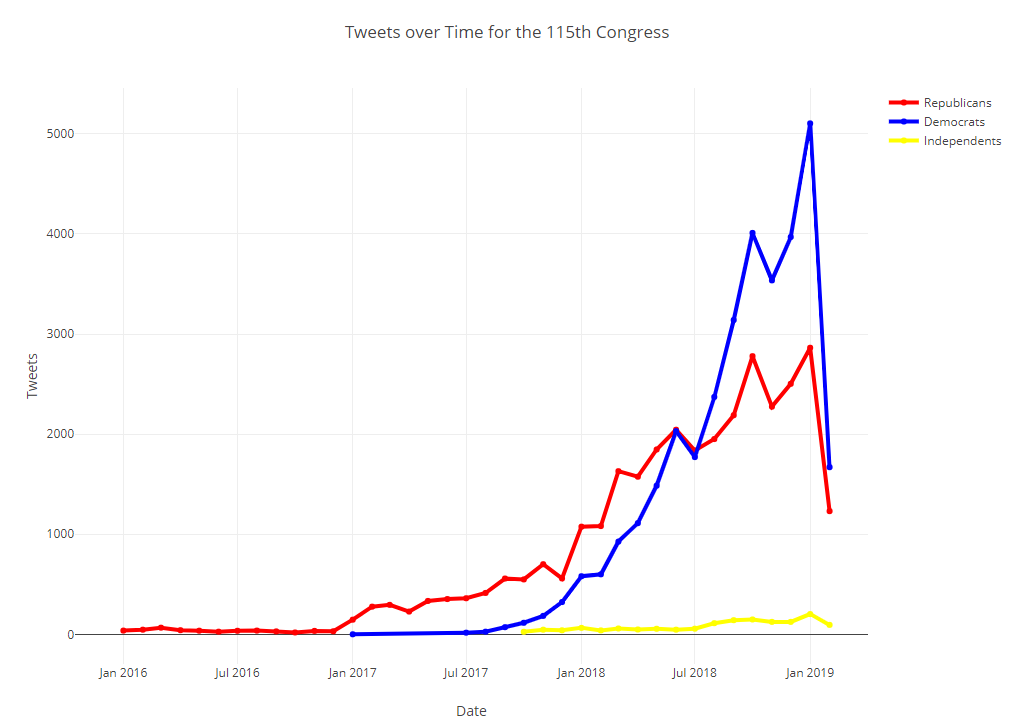 Tweets over Time for the 115th Congress
Republicans
Democrats
Independents
5000
4000
3000
2000
1000
0
Tweets
Jan 2016
Jul 2016
Jan 2017
Jul 2017
Jan 2018
Jul 2018
Jan 2019
Date